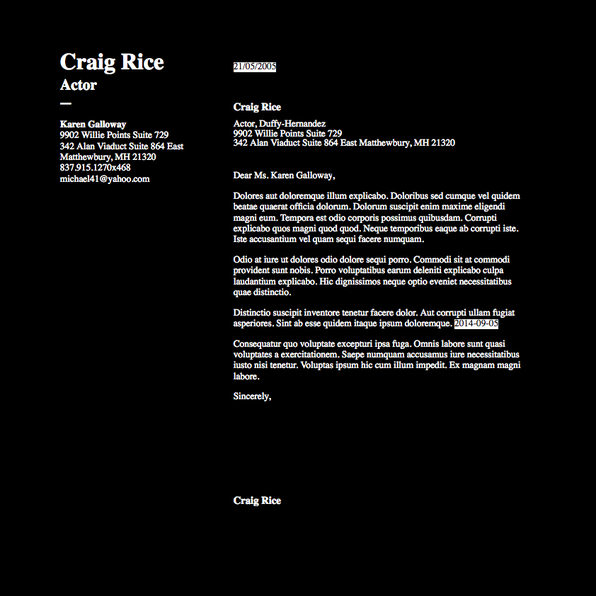 Craig Rice
Actor
Karen Galloway
9902 Willie Points Suite 729
342 Alan Viaduct Suite 864 East
Matthewbury, MH 21320
837.915.1270x468
michael41@yahoo.com
21/05/2005
Craig Rice
Actor, Duffy-Hernandez
9902 Willie Points Suite 729
342 Alan Viaduct Suite 864 East Matthewbury, MH 21320
Dear Ms. Karen Galloway,
Dolores aut doloremque illum explicabo. Doloribus sed cumque vel quidem
beatae quaerat officia dolorum. Dolorum suscipit enim maxime eligendi
magni eum. Tempora est odio corporis possimus quibusdam. Corrupti
explicabo quos magni quod quod. Neque temporibus eaque ab corrupti iste.
Iste accusantium vel quam sequi facere numquam.
Odio at iure ut dolores odio dolore sequi porro. Commodi sit at commodi
provident sunt nobis. Porro voluptatibus earum deleniti explicabo culpa
laudantium explicabo. Hic dignissimos neque optio eveniet necessitatibus
quae distinctio.
Distinctio suscipit inventore tenetur facere dolor. Aut corrupti ullam fugiat
asperiores. Sint ab esse quidem itaque ipsum doloremque. 2014-09-05
Consequatur quo voluptate excepturi ipsa fuga. Omnis labore sunt quasi
voluptates a exercitationem. Saepe numquam accusamus iure necessitatibus
iusto nisi tenetur. Voluptas ipsum hic cum illum impedit. Ex magnam magni
labore.
Sincerely,
Craig Rice